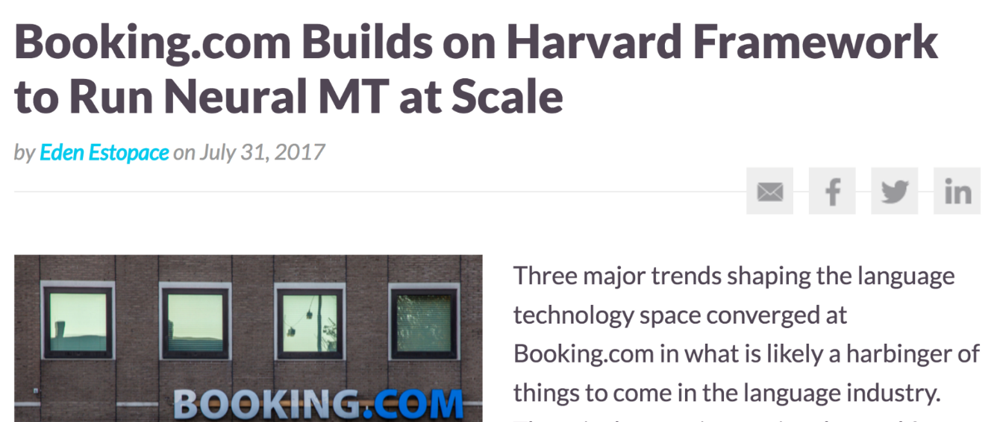 Booking.com Builds on Harvard Framework
to Run Neural MT at Scale
by Eden Estopace on July 31, 2017
Three major trends shaping the language
technology space converged at
Booking.com in what is likely a harbinger of
things to come in the language industry.
BOOKING.COM